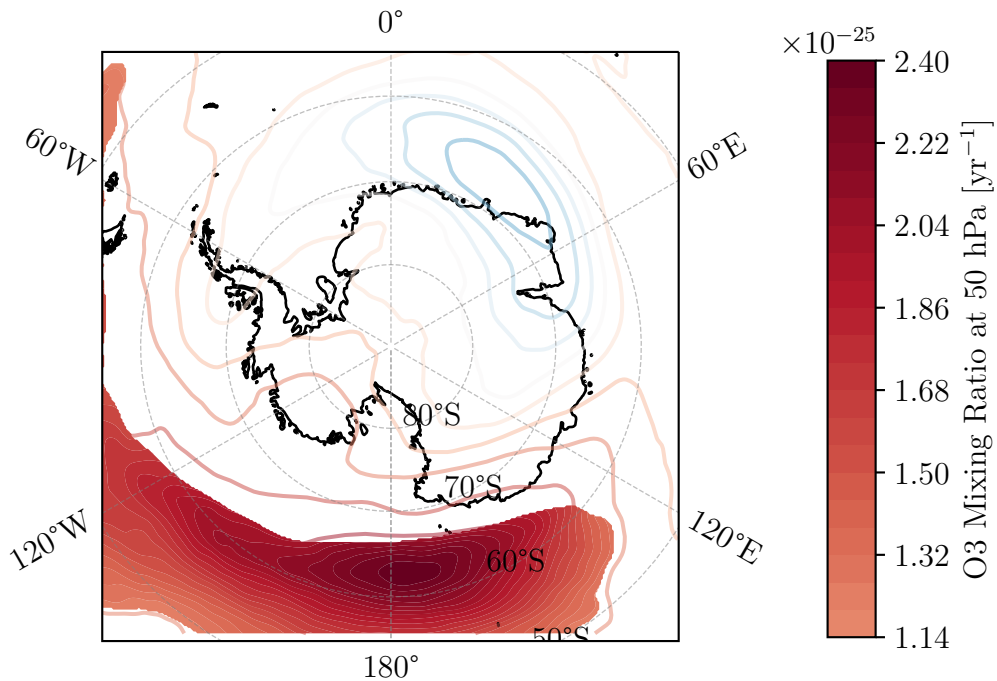 0°
×10⁻²⁵
60°W
60°E
80°S
70°S
60°S
50°S
120°W
120°E
180°
2.40
2.22
2.04
1.86
1.68
1.50
1.32
1.14
O3 Mixing Ratio at 50 hPa [yr⁻¹]